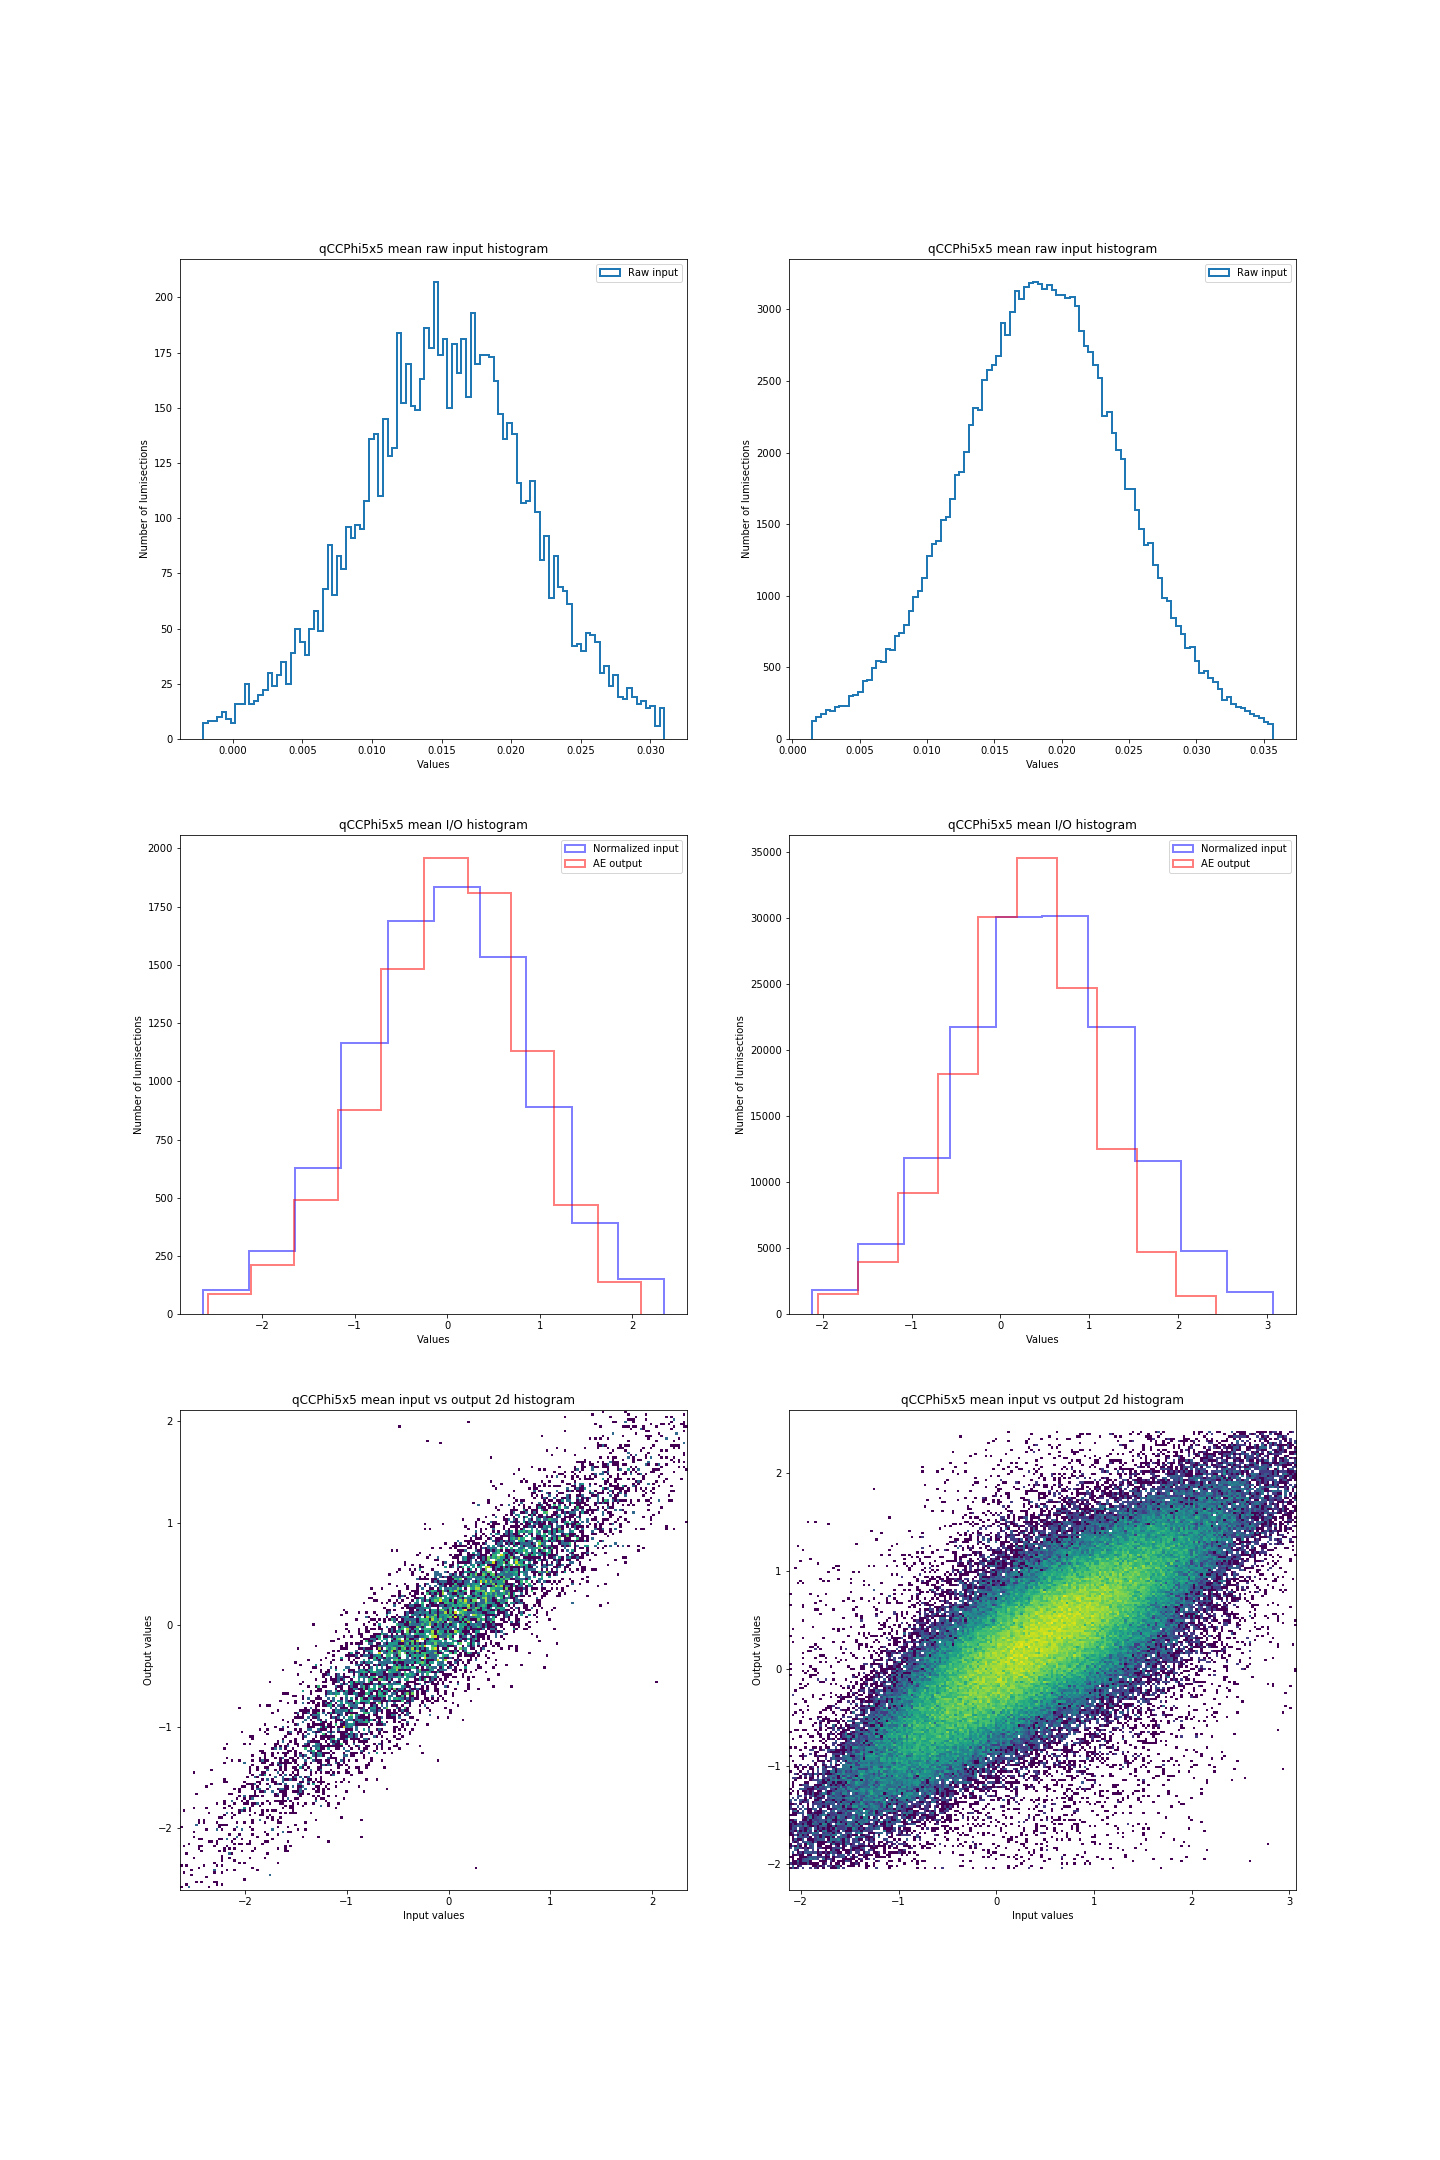 qCCPhi5x5 mean raw input histogram
Raw input
Number of lumisections
200
175
150
125
100
75
50
25
0
0.000 0.005 0.010 0.015 0.020 0.025 0.030
Values
qCCPhi5x5 mean raw input histogram
Raw input
Number of lumisections
3000
2500
2000
1500
1000
500
0
0.000 0.005 0.010 0.015 0.020 0.025 0.030 0.035
Values
qCCPhi5x5 mean I/O histogram
Normalized input
AE output
Number of lumisections
2000
1750
1500
1250
1000
750
500
250
0
−2 −1 0 1 2
Values
qCCPhi5x5 mean I/O histogram
Normalized input
AE output
Number of lumisections
35000
30000
25000
20000
15000
10000
5000
0
−2 −1 0 1 2 3
Values
qCCPhi5x5 mean input vs output 2d histogram
Output values
2
1
0
−1
−2
−2 −1 0 1 2
Input values
qCCPhi5x5 mean input vs output 2d histogram
Output values
2
1
0
−1
−2
−2 −1 0 1 2 3
Input values